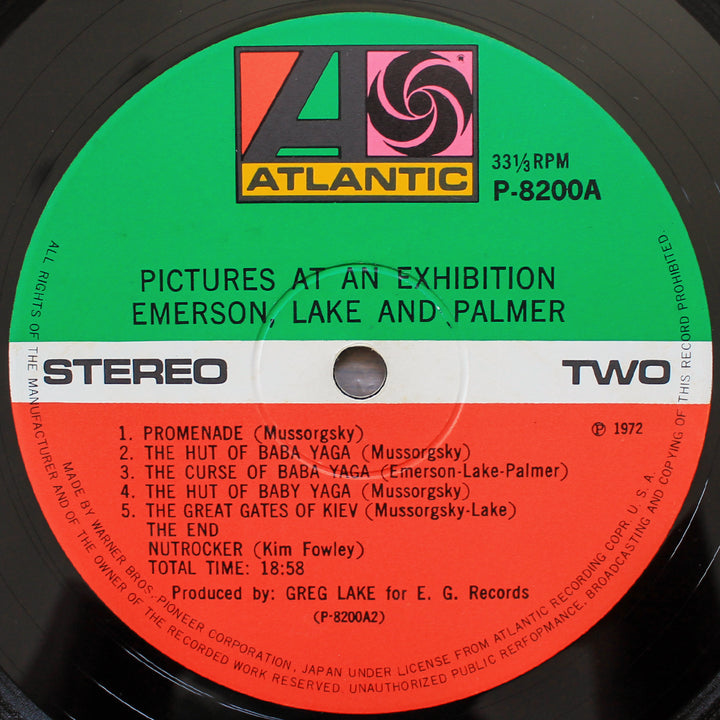 ATLANTIC
®
33⅓ RPM
P-8200A
PICTURES AT AN EXHIBITION
EMERSON, LAKE AND PALMER
STEREO
TWO
℗ 1972
1. PROMENADE (Mussorgsky)
2. THE HUT OF BABA YAGA (Mussorgsky)
3. THE CURSE OF BABA YAGA (Emerson-Lake-Palmer)
4. THE HUT OF BABY YAGA (Mussorgsky)
5. THE GREAT GATES OF KIEV (Mussorgsky-Lake)
THE END
NUTROCKER (Kim Fowley)
TOTAL TIME: 18:58
Produced by: GREG LAKE for E. G. Records
(P-8200A2)
ALL RIGHTS OF THE MANUFACTURER AND OF THE OWNER OF THE RECORDED WORK RESERVED. UNAUTHORIZED PUBLIC RERFOPMANCE, BROADCASTING AND COPYING OF THIS RECORD PROHIBITED.
MADE BY WARNER BROS. PIONEER CORPORATION, JAPAN UNDER LICENSE FROM ATLANTIC RECORDING COPR. U. S. A.